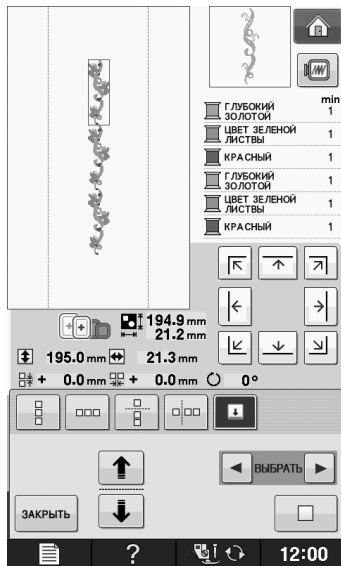 min
ГЛУБОКИЙ
ЗОЛОТОЙ 1
ЦВЕТ ЗЕЛЕНОЙ
ЛИСТВЫ 1
КРАСНЫЙ 1
ГЛУБОКИЙ
ЗОЛОТОЙ 1
ЦВЕТ ЗЕЛЕНОЙ
ЛИСТВЫ 1
КРАСНЫЙ 1
194.9 mm
21.2 mm
195.0 mm 21.3 mm
+ 0.0 mm + 0.0 mm 0°
ВЫБРАТЬ
ЗАКРЫТЬ
? 12:00